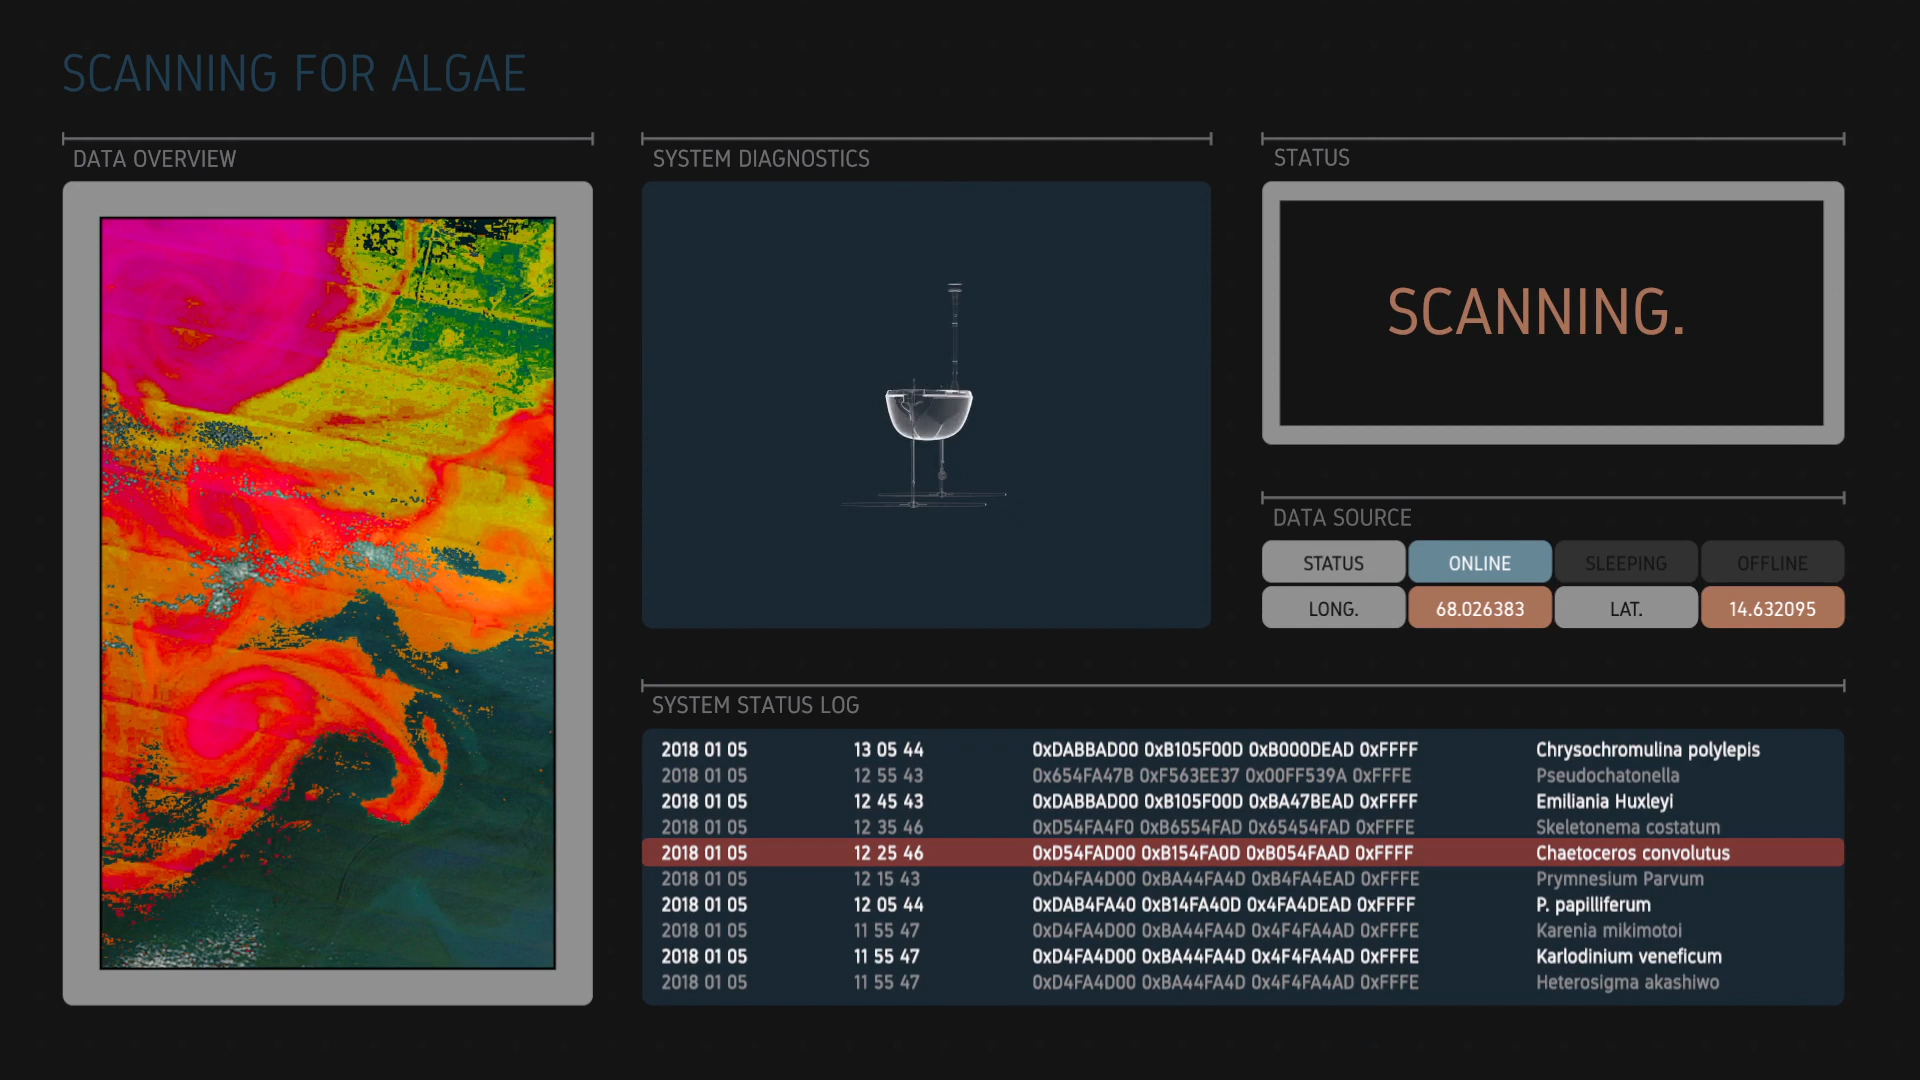 SCANNING FOR ALGAE
DATA OVERVIEW
SYSTEM DIAGNOSTICS
STATUS
SCANNING.
DATA SOURCE
STATUS ONLINE SLEEPING OFFLINE
LONG. 68.026383 LAT. 14.632095
SYSTEM STATUS LOG
2018 01 05 13 05 44 0xDABBAD00 0xB105F00D 0xB000DEAD 0xFFFF Chrysochromulina polylepis
2018 01 05 12 55 43 0x654FA47B 0xF563EE37 0x00FF539A 0xFFFE Pseudochatonella
2018 01 05 12 45 43 0xDABBAD00 0xB105F00D 0xBA47BEAD 0xFFFF Emiliania Huxleyi
2018 01 05 12 35 46 0xD54FA4F0 0xB6554FAD 0x65454FAD 0xFFFE Skeletonema costatum
2018 01 05 12 25 46 0xD54FAD00 0xB154FA0D 0xB054FAAD 0xFFFF Chaetoceros convolutus
2018 01 05 12 15 43 0xD4FA4D00 0xBA44FA4D 0xB4FA4EAD 0xFFFE Prymnesium Parvum
2018 01 05 12 05 44 0xDAB4FA40 0xB14FA40D 0x4FA4DEAD 0xFFFF P. papilliferum
2018 01 05 11 55 47 0xD4FA4D00 0xBA44FA4D 0x4F4FA4AD 0xFFFE Karenia mikimotoi
2018 01 05 11 55 47 0xD4FA4D00 0xBA44FA4D 0x4F4FA4AD 0xFFFE Karlodinium veneficum
2018 01 05 11 55 47 0xD4FA4D00 0xBA44FA4D 0x4F4FA4AD 0xFFFE Heterosigma akashiwo